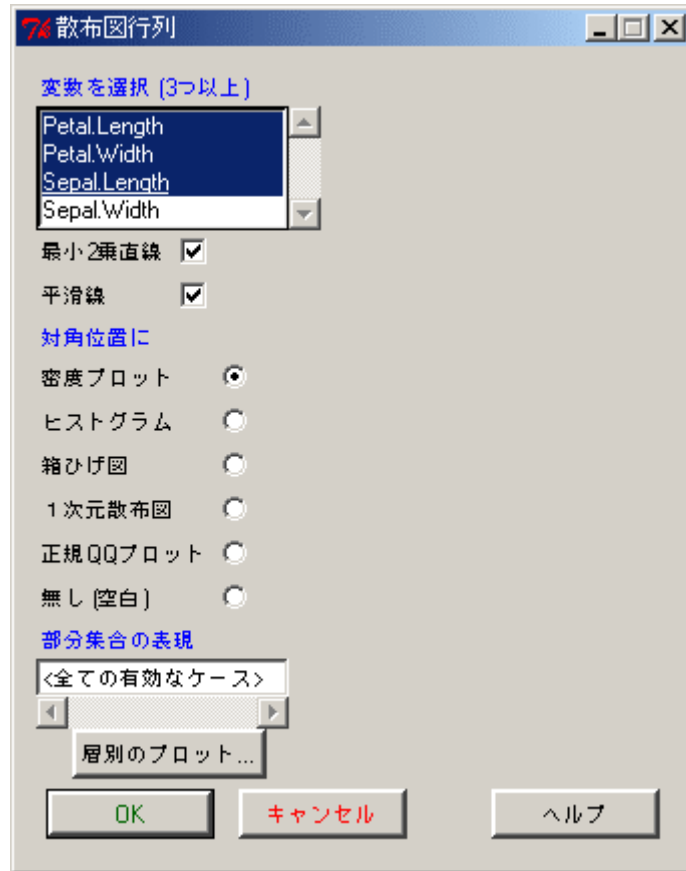 散布図行列
変数を選択 (3つ以上)
Petal.Length
Petal.Width
Sepal.Length
Sepal.Width
最小2乗直線
平滑線
対角位置に
密度プロット
ヒストグラム
箱ひげ図
1次元散布図
正規QQプロット
無し(空白)
部分集合の表現
<全ての有効なケース>
層別のプロット...
OK キャンセル ヘルプ